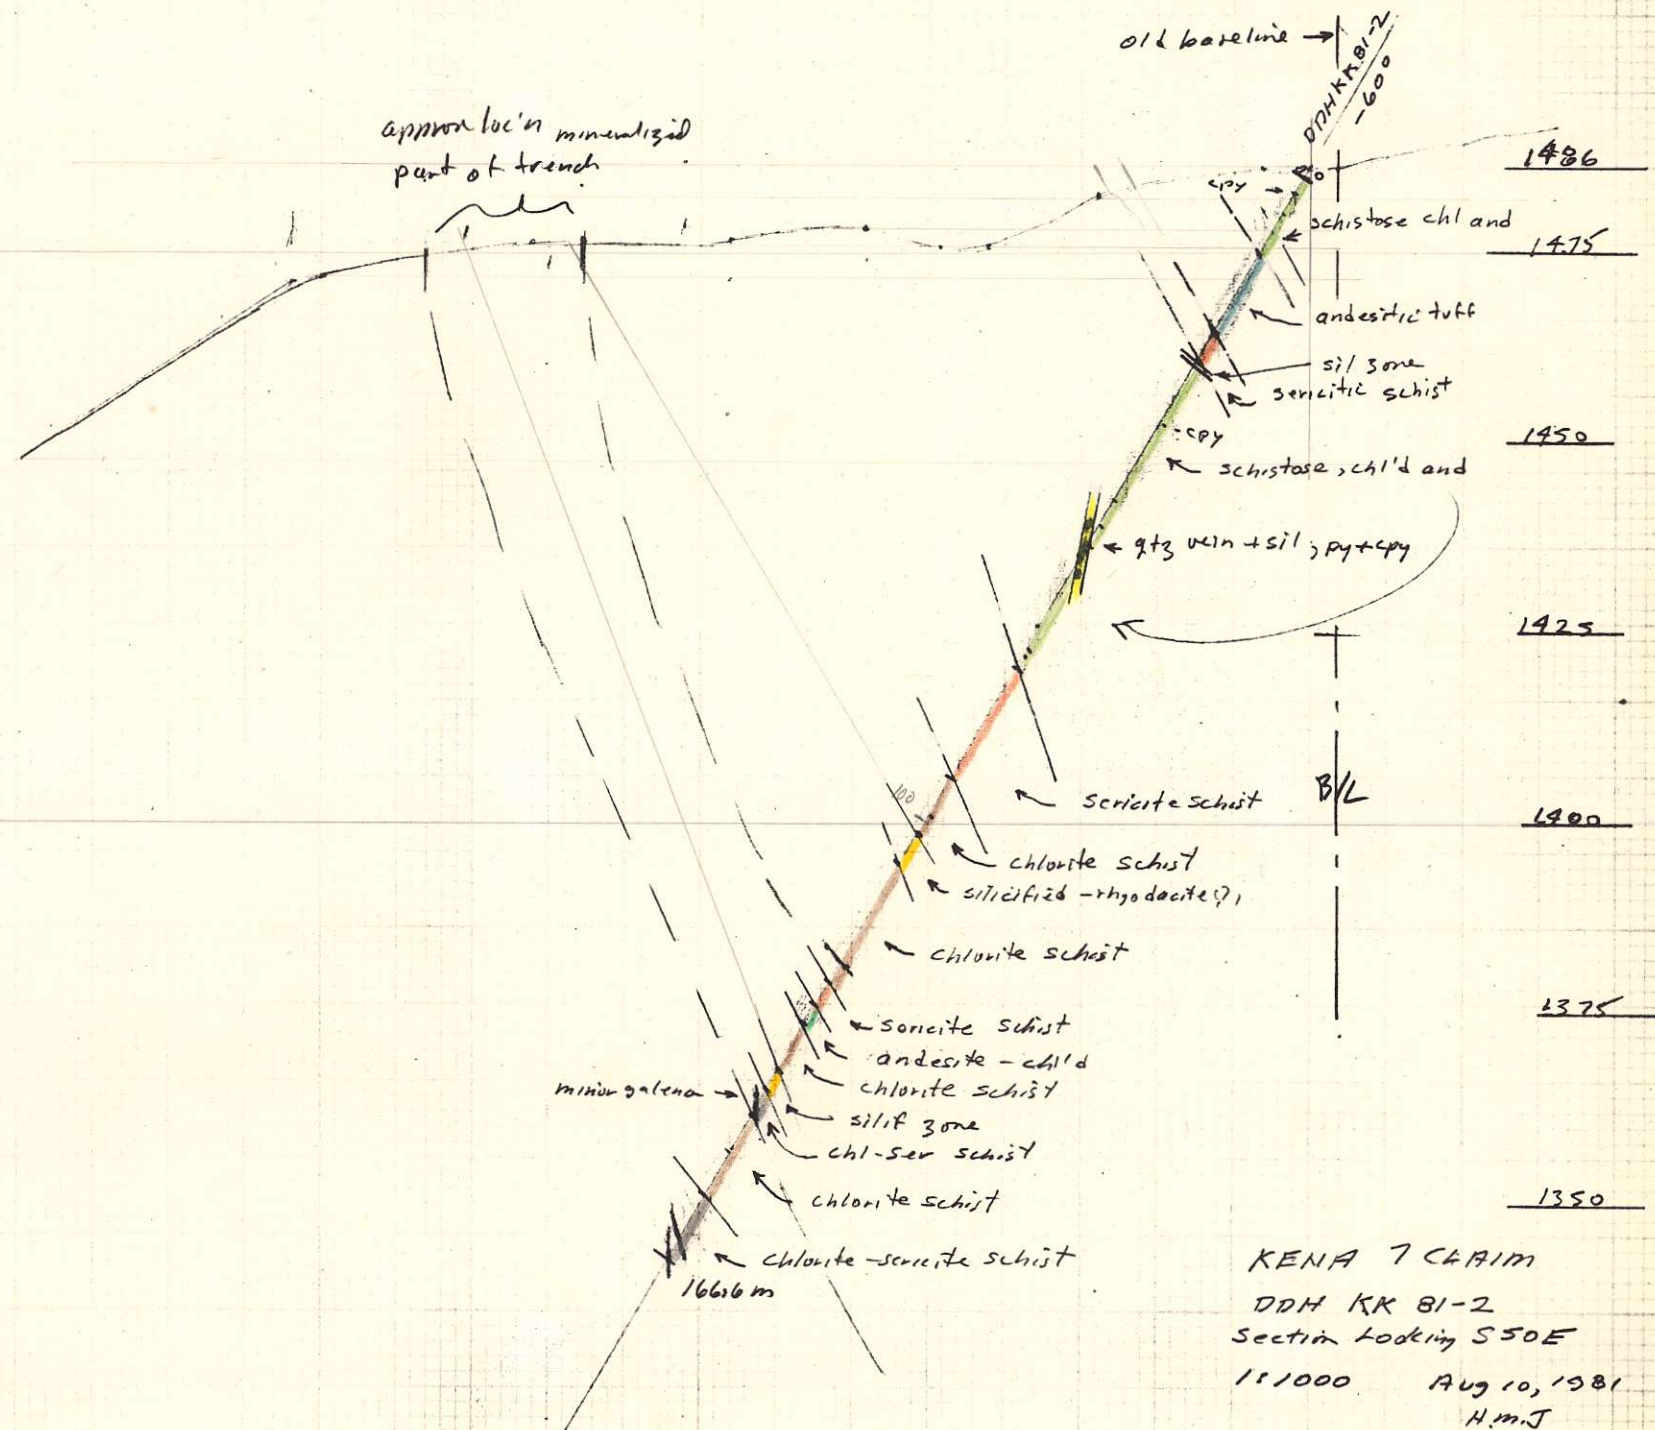 old baseline →
DDH KK 81-2
-60°
approx loc'n mineralized
part of trench
1486
cpy
schistose chl and
1475
andesitic tuff
sil zone
sericitic schist
cpy
1450
schistose, chl'd and
qtz vein + sil ; py + cpy
1425
sericite schist
B/L
100
1400
chlorite schist
silicified - rhyodacite (?)
chlorite schist
1375
sericite schist
andesite - chl'd
chlorite schist
minor galena →
silif zone
chl-ser schist
chlorite schist
1350
chlorite-sericite schist
166.6 m
KENA 7 CLAIM
DDH KK 81-2
Section Looking S50E
1:1000 Aug 10, 1981
H.M.J